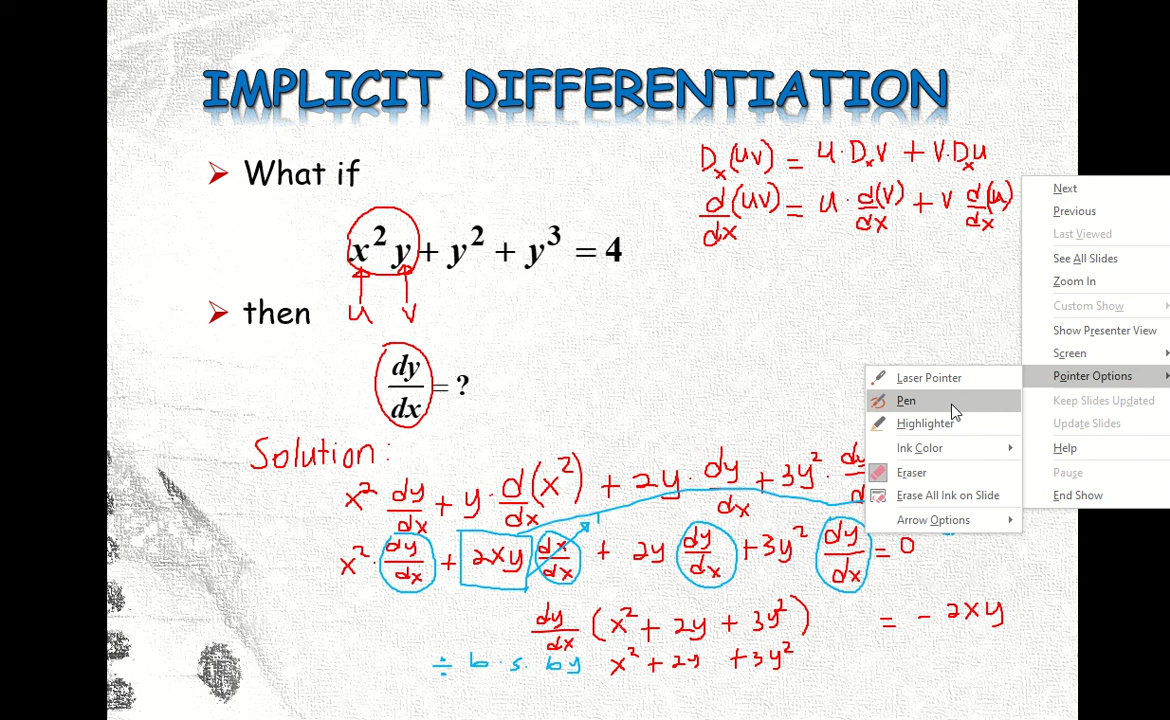 IMPLICIT DIFFERENTIATION
➢ What if
x²y + y² + y³ = 4
u v
➢ then
dy/dx = ?
Dx(uv) = u · Dxv + v · Dxu
d/dx(uv) = u · d(v)/dx + v d(u)/dx
Solution:
x² dy/dx + y · d(x²)/dx + 2y · dy/dx + 3y² · dy/d
x² · dy/dx + 2xy dx/dx + 2y dy/dx + 3y² dy/dx = 0
dy/dx (x² + 2y + 3y²) = - 2xy
÷ b.s. by x² + 2y + 3y²
Next
Previous
Last Viewed
See All Slides
Zoom In
Custom Show
Show Presenter View
Screen
Pointer Options
Keep Slides Updated
Update Slides
Help
Pause
End Show
Laser Pointer
Pen
Highlighter
Ink Color
Eraser
Erase All Ink on Slide
Arrow Options